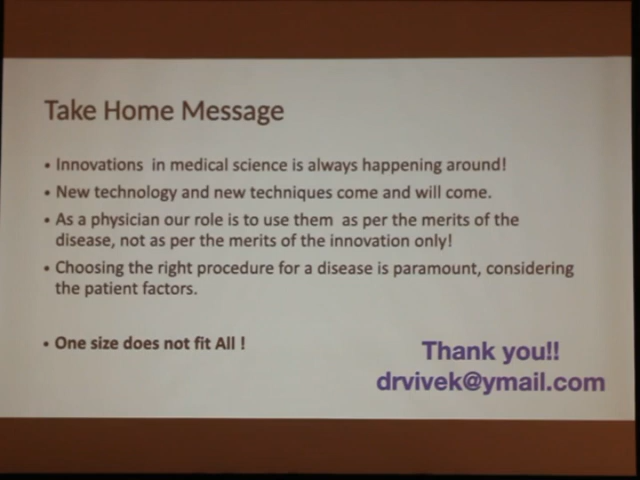 Take Home Message
• Innovations in medical science is always happening around!
• New technology and new techniques come and will come.
• As a physician our role is to use them as per the merits of the
disease, not as per the merits of the innovation only!
• Choosing the right procedure for a disease is paramount, considering
the patient factors.
• One size does not fit All !
Thank you!!
drvivek@ymail.com